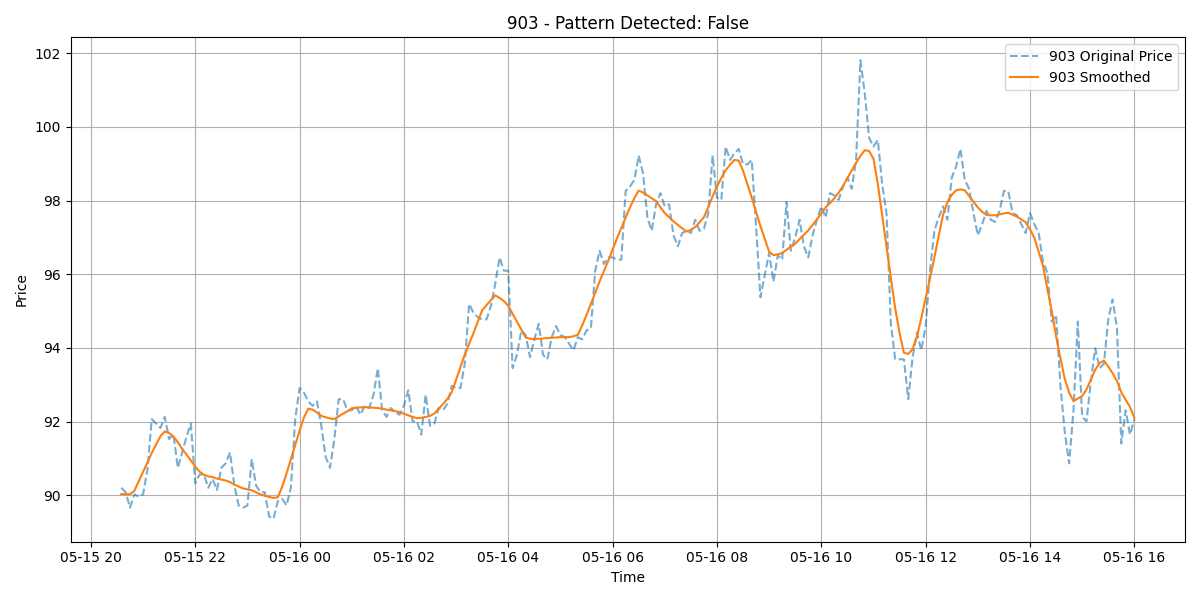 903 - Pattern Detected: False
903 Original Price
903 Smoothed
Price
102
100
98
96
94
92
90
05-15 20 05-15 22 05-16 00 05-16 02 05-16 04 05-16 06 05-16 08 05-16 10 05-16 12 05-16 14 05-16 16
Time